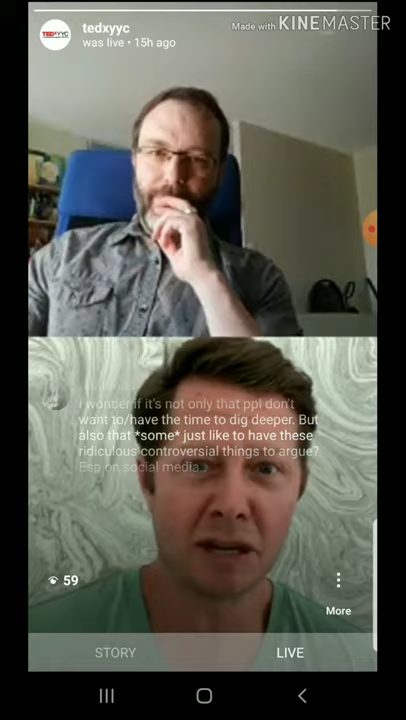 Made with KINEMASTER
TEDxYYC
tedxyyc
was live • 15h ago
I wonder if it's not only that ppl don't
want to/have the time to dig deeper. But
also that *some* just like to have these
ridiculous controversial things to argue?
Esp on social media.
59
More
STORY
LIVE